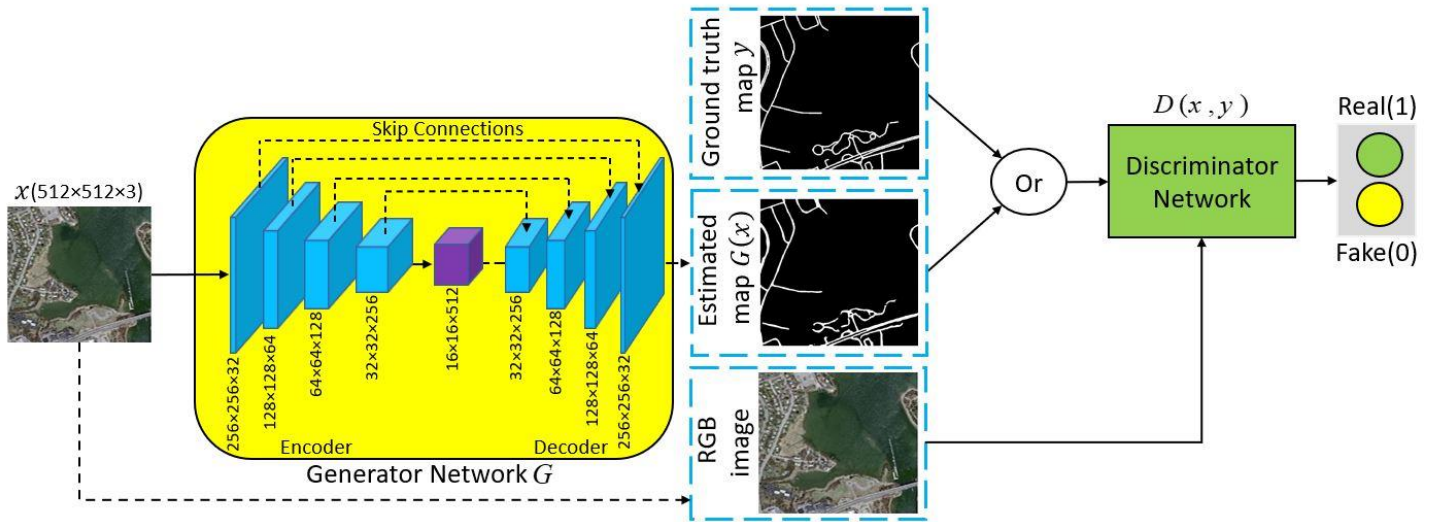 x(512×512×3)
Skip Connections
256×256×32
128×128×64
64×64×128
32×32×256
16×16×512
32×32×256
64×64×128
128×128×64
256×256×32
Encoder
Decoder
Generator Network G
Ground truth
map y
Estimated
map G(x)
RGB
image
Or
D(x,y)
Discriminator
Network
Real(1)
Fake(0)